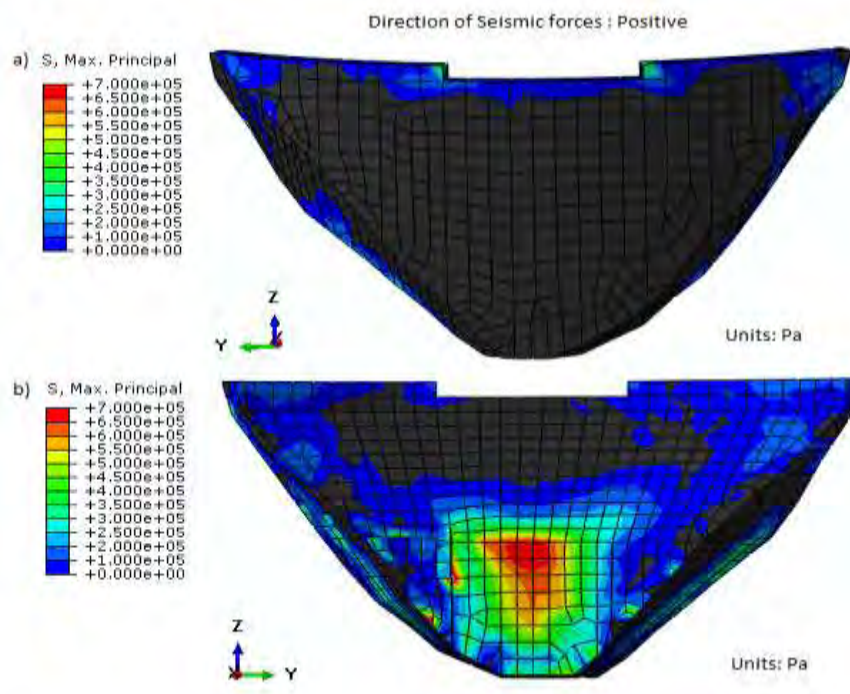 Direction of Seismic forces : Positive
a) S, Max. Principal
+7.000e+05
+6.500e+05
+6.000e+05
+5.500e+05
+5.000e+05
+4.500e+05
+4.000e+05
+3.500e+05
+3.000e+05
+2.500e+05
+2.000e+05
+1.000e+05
+0.000e+00
Z
Y
Units: Pa
b) S, Max. Principal
+7.000e+05
+6.500e+05
+6.000e+05
+5.500e+05
+5.000e+05
+4.500e+05
+4.000e+05
+3.500e+05
+3.000e+05
+2.500e+05
+2.000e+05
+1.000e+05
+0.000e+00
Z
X
Y
Units: Pa